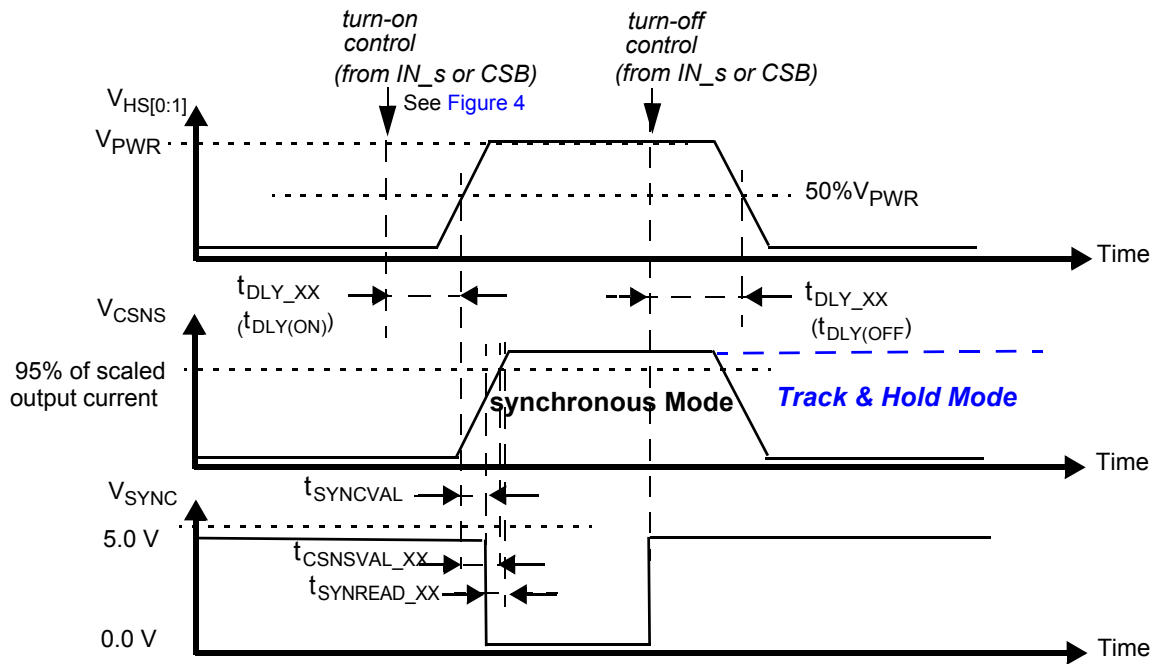 turn-on
control
(from IN_s or CSB)
See Figure 4
turn-off
control
(from IN_s or CSB)
VHS[0:1]
VPWR
50%VPWR
Time
tDLY_XX
(tDLY(ON))
tDLY_XX
(tDLY(OFF)
VCSNS
95% of scaled
output current
synchronous Mode
Track & Hold Mode
Time
VSYNC
tSYNCVAL
5.0 V
tCSNSVAL_XX
tSYNREAD_XX
0.0 V
Time